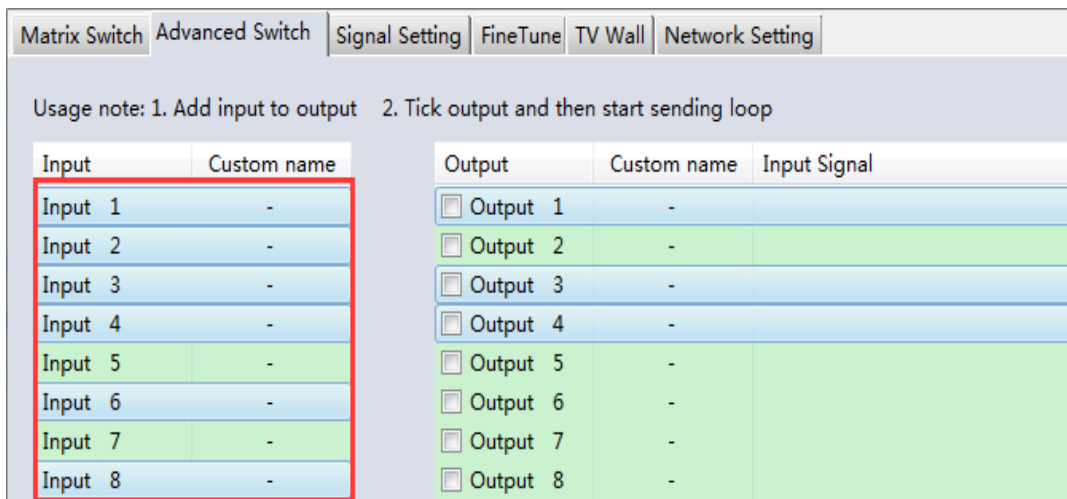 Matrix Switch Advanced Switch Signal Setting FineTune TV Wall Network Setting
Usage note: 1. Add input to output 2. Tick output and then start sending loop
Input Custom name Output Custom name Input Signal
Input 1 - Output 1 -
Input 2 - Output 2 -
Input 3 - Output 3 -
Input 4 - Output 4 -
Input 5 - Output 5 -
Input 6 - Output 6 -
Input 7 - Output 7 -
Input 8 - Output 8 -